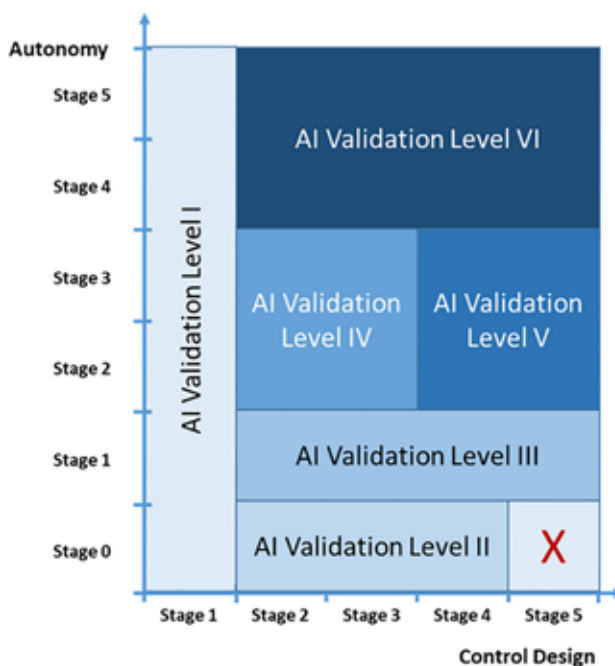 Autonomy
Stage 5
AI Validation Level VI
Stage 4
AI Validation Level I
Stage 3
AI Validation
Level IV
AI Validation
Level V
Stage 2
Stage 1
AI Validation Level III
Stage 0
AI Validation Level II
X
Stage 1
Stage 2
Stage 3
Stage 4
Stage 5
Control Design